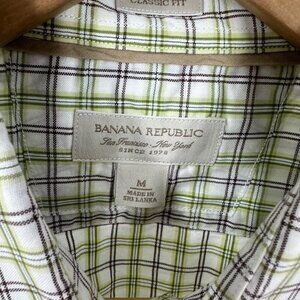 CLASSIC FIT
BANANA REPUBLIC
San Francisco - New York
SINCE 1978
M
MADE IN
SRI LANKA